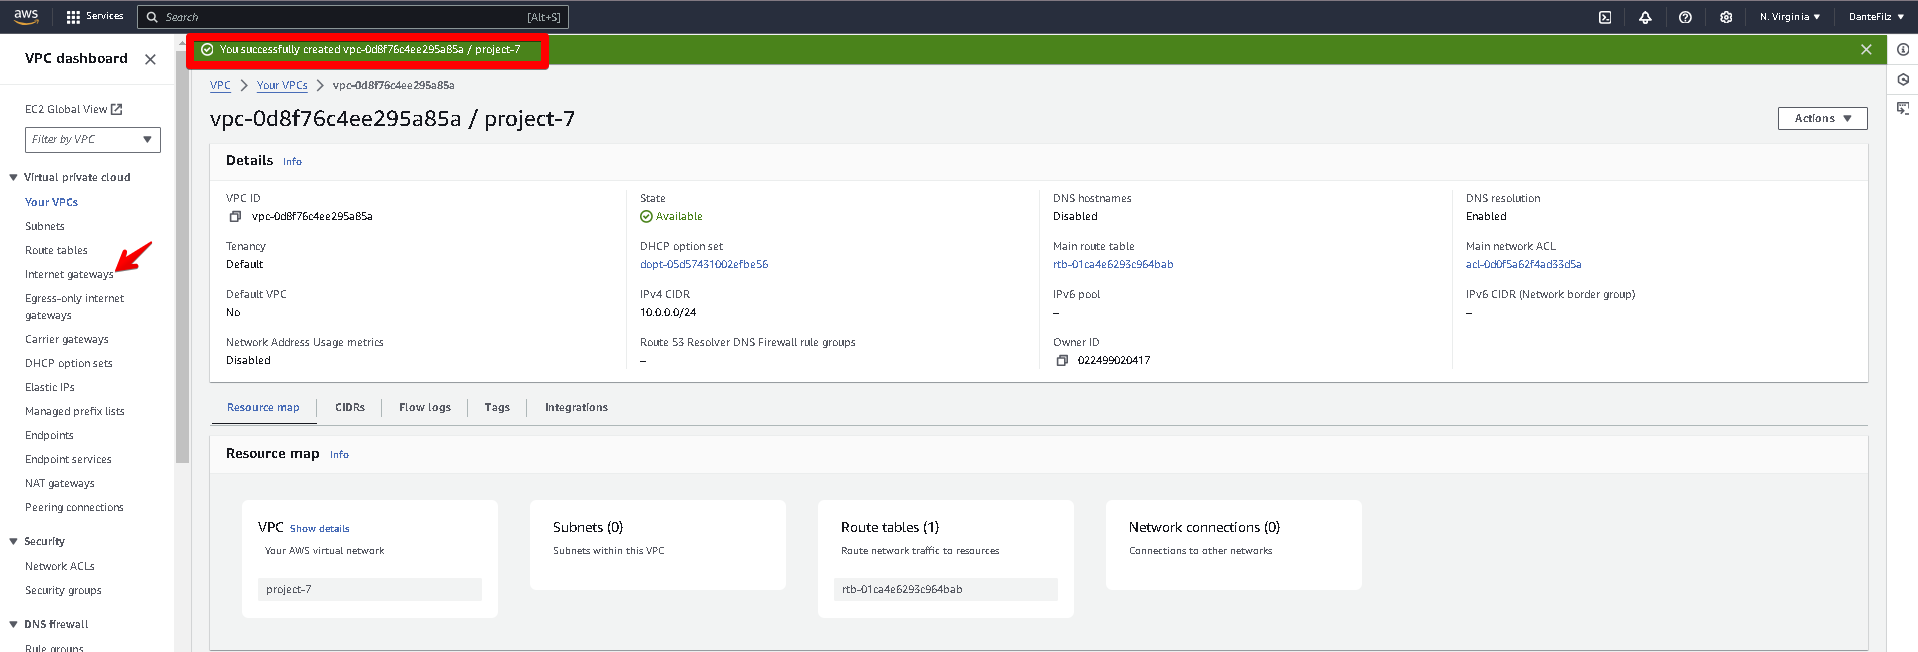 aws
Services
Search
[Alt+S]
N. Virginia
DanteFilz
VPC dashboard
EC2 Global View
Filter by VPC
Virtual private cloud
Your VPCs
Subnets
Route tables
Internet gateways
Egress-only internet
gateways
Carrier gateways
DHCP option sets
Elastic IPs
Managed prefix lists
Endpoints
Endpoint services
NAT gateways
Peering connections
Security
Network ACLs
Security groups
DNS firewall
Rule groups
You successfully created vpc-0d8f76c4ee295a85a / project-7
VPC
Your VPCs
vpc-0d8f76c4ee295a85a
vpc-0d8f76c4ee295a85a / project-7
Actions
Details Info
VPC ID
vpc-0d8f76c4ee295a85a
State
Available
DNS hostnames
Disabled
DNS resolution
Enabled
Tenancy
Default
DHCP option set
dopt-05d57431002efbe56
Main route table
rtb-01ca4e6293c964bab
Main network ACL
acl-0d0f5a62f4ad33d5a
Default VPC
No
IPv4 CIDR
10.0.0.0/24
IPv6 pool
–
IPv6 CIDR (Network border group)
–
Network Address Usage metrics
Disabled
Route 53 Resolver DNS Firewall rule groups
–
Owner ID
022499020417
Resource map
CIDRs
Flow logs
Tags
Integrations
Resource map Info
VPC Show details
Your AWS virtual network
project-7
Subnets (0)
Subnets within this VPC
Route tables (1)
Route network traffic to resources
rtb-01ca4e6293c964bab
Network connections (0)
Connections to other networks